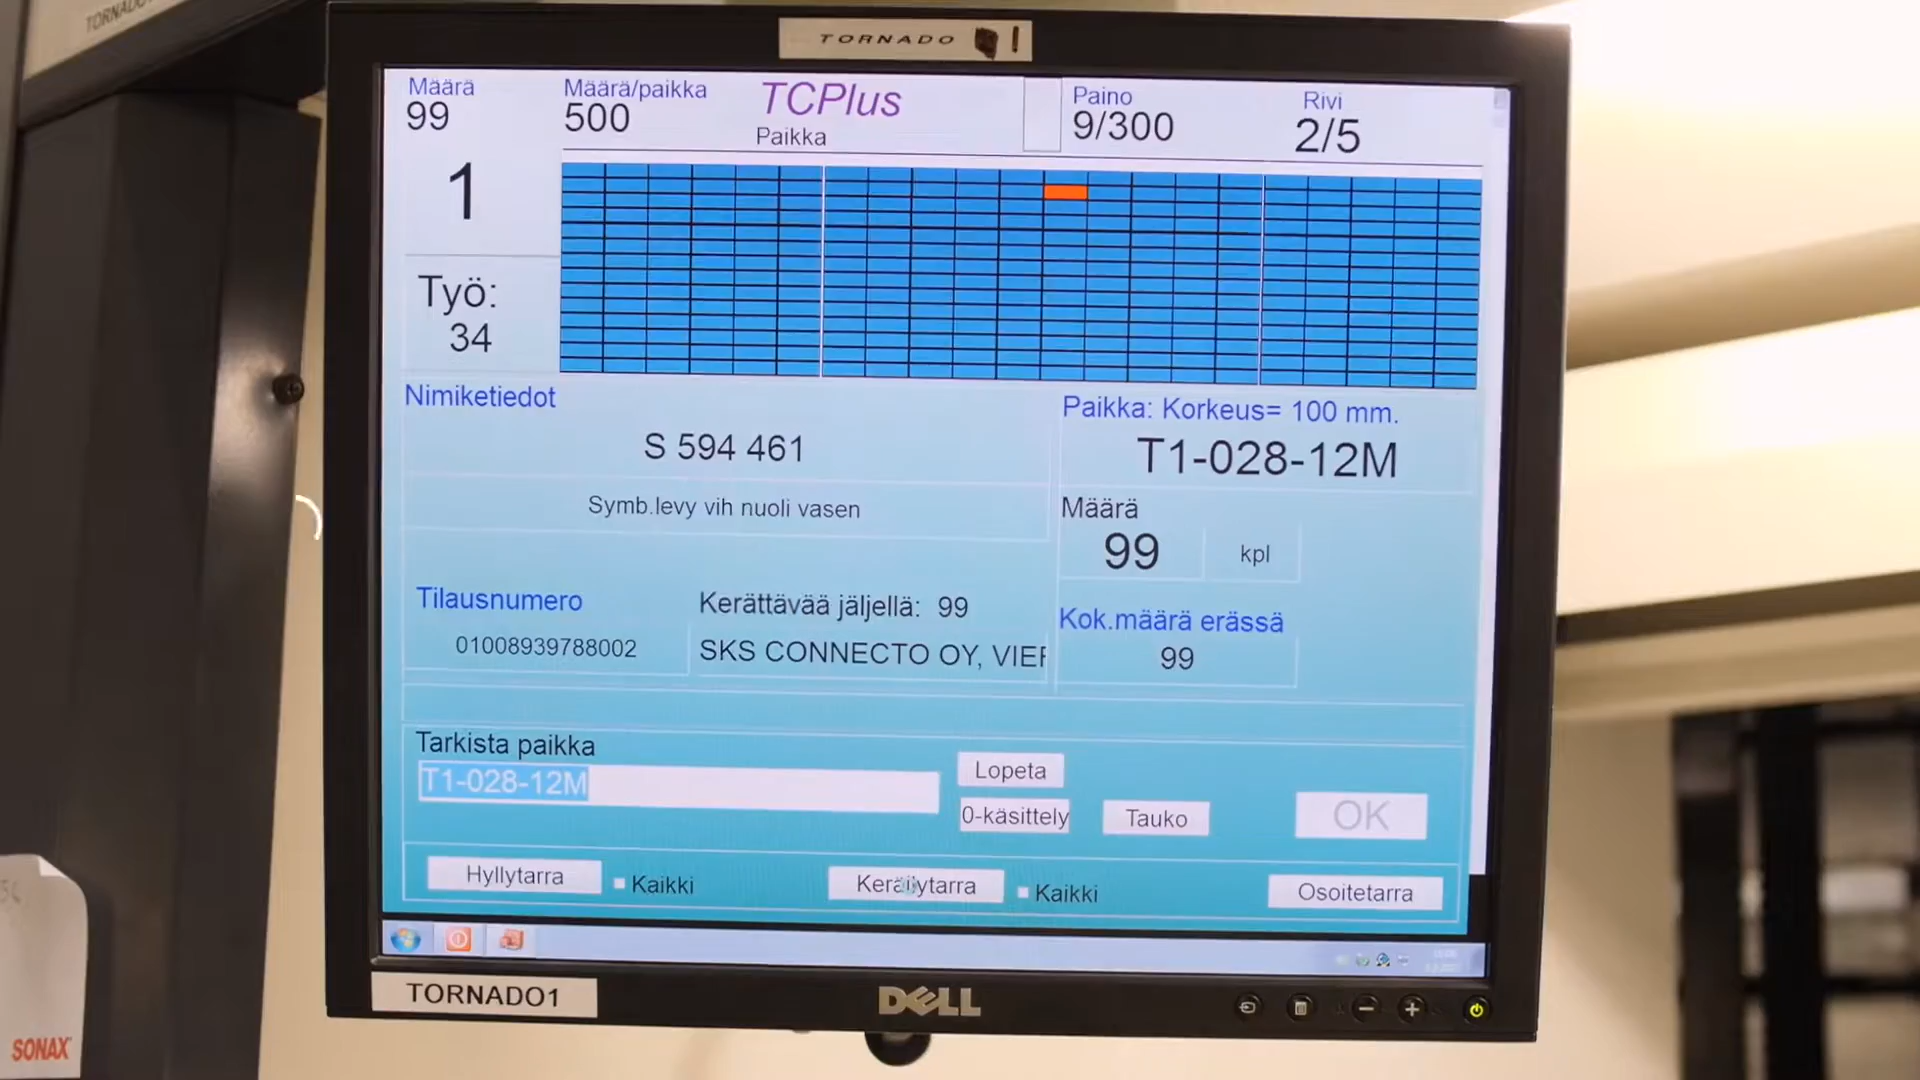 TORNADO
TORNADO 1
Määrä
99
Määrä/paikka
500
TCPlus
Paikka
Paino
9/300
Rivi
2/5
1
Työ:
34
Nimiketiedot
S 594 461
Symb.levy vih nuoli vasen
Paikka: Korkeus= 100 mm.
T1-028-12M
Määrä
99 kpl
Tilausnumero
01008939788002
Kerättävää jäljellä: 99
SKS CONNECTO OY, VIER
Kok.määrä erässä
99
Tarkista paikka
T1-028-12M
Lopeta
0-käsittely
Tauko
OK
Hyllytarra
Kaikki
Keräilytarra
Kaikki
Osoitetarra
TORNADO1
DELL
SONAX